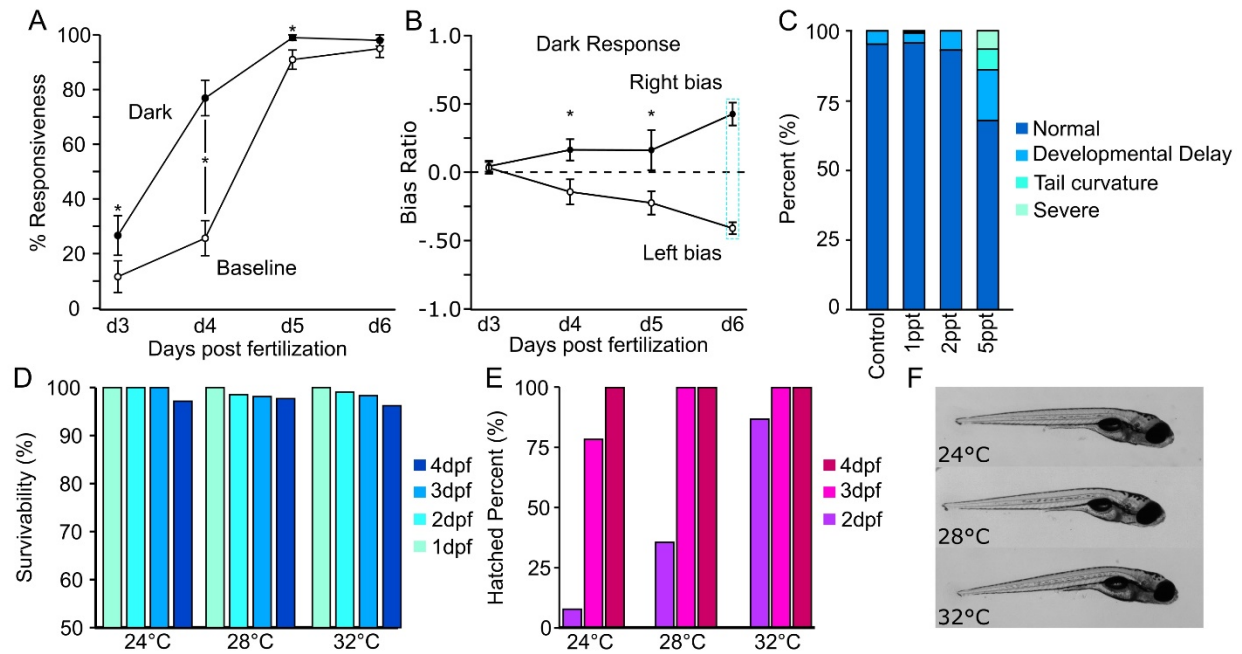 A
% Responsiveness
100
80
60
40
20
0
*
*
*
Dark
Baseline
d3 d4 d5 d6
Days post fertilization
B
Bias Ratio
1.0
.50
0.0
-.50
-1.0
Dark Response
Right bias
* *
Left bias
d3 d4 d5 d6
Days post fertilization
C
Percent (%)
100
75
50
25
0
Control
1ppt
2ppt
5ppt
Normal
Developmental Delay
Tail curvature
Severe
D
Survivability (%)
100
90
80
70
60
50
24°C 28°C 32°C
4dpf
3dpf
2dpf
1dpf
E
Hatched Percent (%)
100
75
50
25
0
24°C 28°C 32°C
4dpf
3dpf
2dpf
F
24°C
28°C
32°C